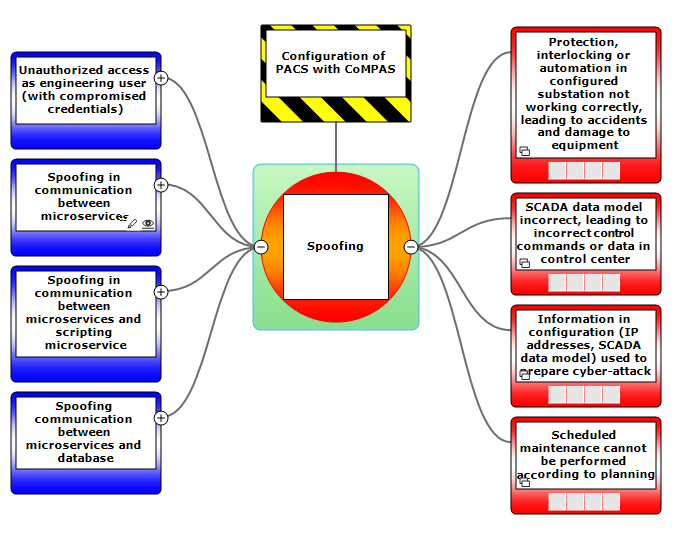 Configuration of
PACS with CoMPAS
Unauthorized access
as engineering user
(with compromised
credentials)
Spoofing in
communication
between
microservices
Spoofing in
communication
between
microservices and
scripting
microservice
Spoofing
communication
between
microservices and
database
Spoofing
Protection,
interlocking or
automation in
configured
substation not
working correctly,
leading to accidents
and damage to
equipment
SCADA data model
incorrect, leading to
incorrect control
commands or data in
control center
Information in
configuration (IP
addresses, SCADA
data model) used to
prepare cyber-attack
Scheduled
maintenance cannot
be performed
according to planning